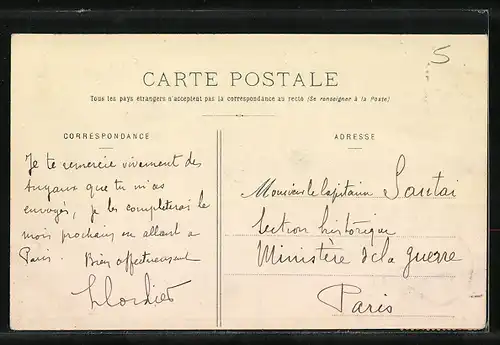 5
CARTE POSTALE
Tous les pays étrangers n'acceptent pas la correspondance au recto (Se renseigner à la Poste)
CORRESPONDANCE
ADRESSE
Je te remercie vivement des
tuyaux que tu m'as
envoyés, je les completerai le
mois prochain en allant a
Paris. Bien affectueusement
Monsieur le Capitaine Sautai
Section historique
Ministère de la guerre
Paris